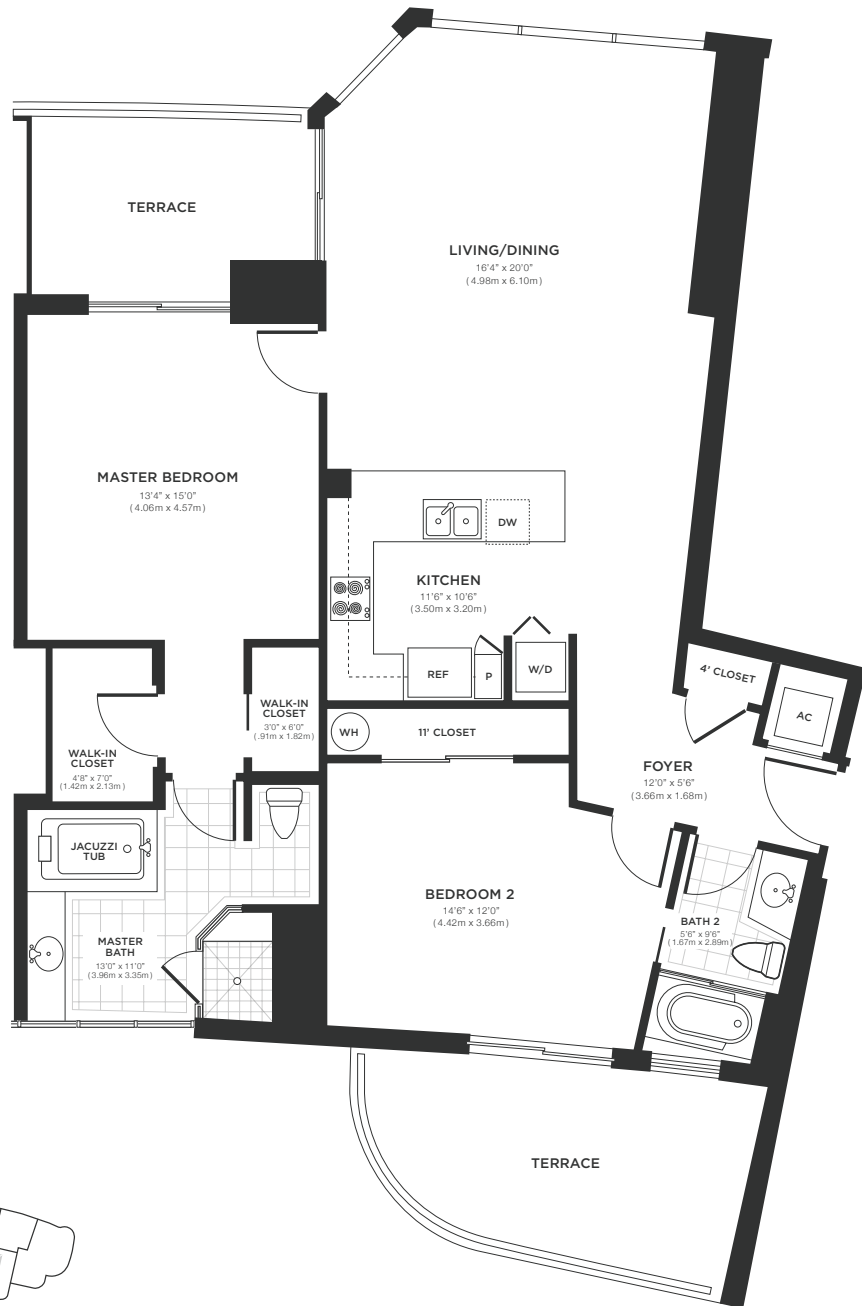 TERRACE
LIVING/DINING
16'4" x 20'0"
(4.98m x 6.10m)
MASTER BEDROOM
13'4" x 15'0"
(4.06m x 4.57m)
DW
KITCHEN
11'6" x 10'6"
(3.50m x 3.20m)
REF
P
W/D
4' CLOSET
AC
WALK-IN
CLOSET
3'0" x 6'0"
(.91m x 1.82m)
WH
11' CLOSET
WALK-IN
CLOSET
4'8" x 7'0"
(1.42m x 2.13m)
FOYER
12'0" x 5'6"
(3.66m x 1.68m)
JACUZZI
TUB
BEDROOM 2
14'6" x 12'0"
(4.42m x 3.66m)
BATH 2
5'6" x 9'6"
(1.67m x 2.89m)
MASTER
BATH
13'0" x 11'0"
(3.96m x 3.35m)
TERRACE